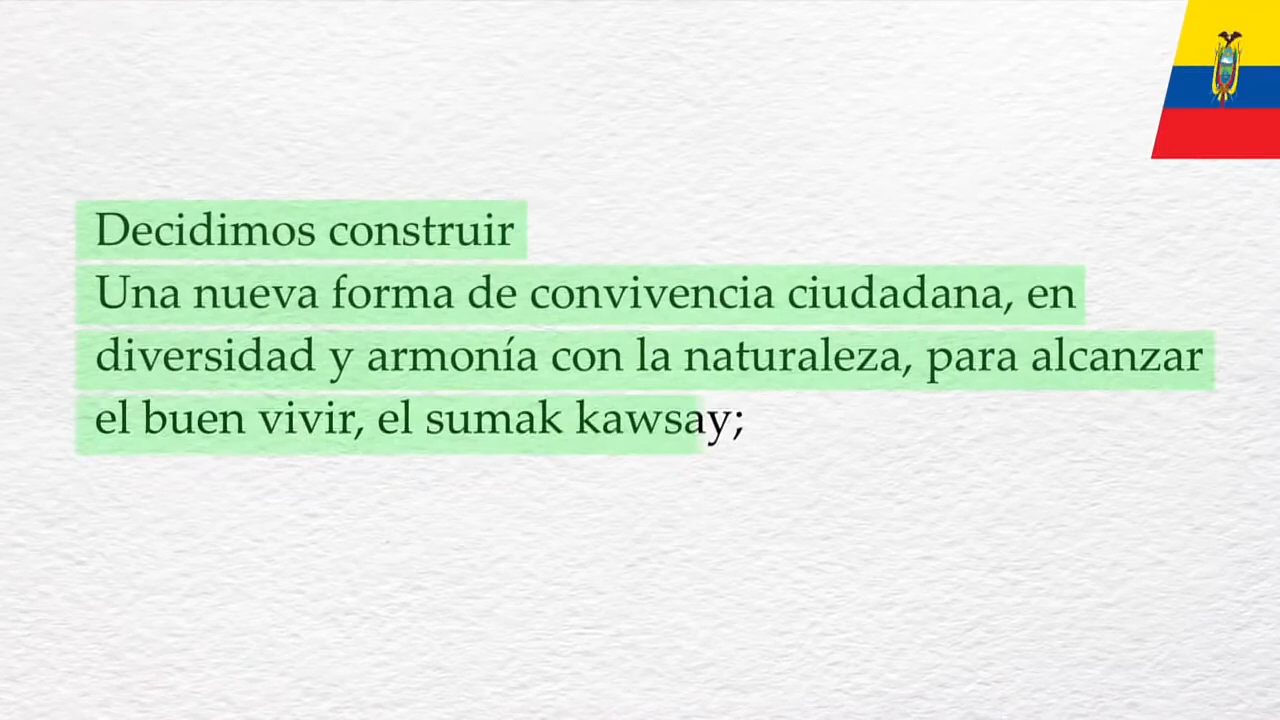 Decidimos construir
Una nueva forma de convivencia ciudadana, en
diversidad y armonía con la naturaleza, para alcanzar
el buen vivir, el sumak kawsay;